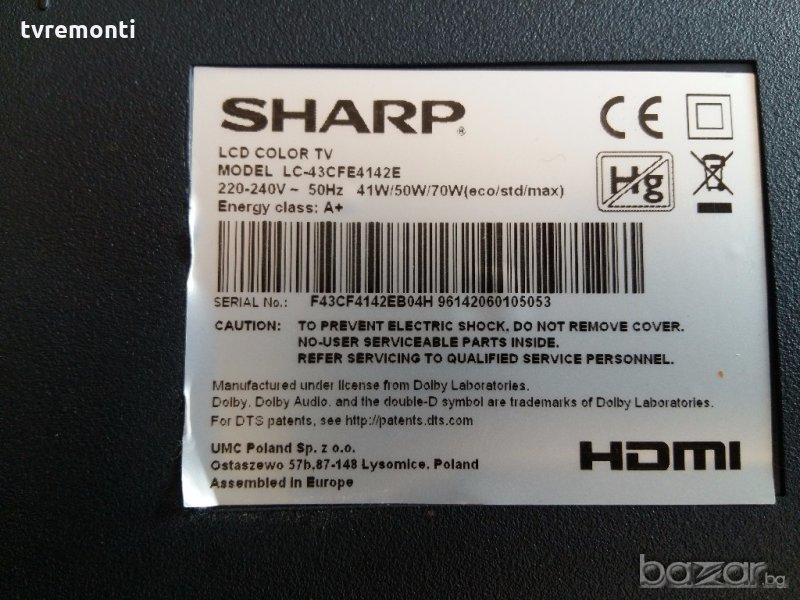 tvremonti
SHARP®
LCD COLOR TV
MODEL LC-43CFE4142E
220-240V ~ 50Hz 41W/50W/70W(eco/std/max)
Energy class: A+
CE
Hg
SERIAL No.: F43CF4142EB04H 96142060105053
CAUTION: TO PREVENT ELECTRIC SHOCK, DO NOT REMOVE COVER.
NO-USER SERVICEABLE PARTS INSIDE.
REFER SERVICING TO QUALIFIED SERVICE PERSONNEL.
Manufactured under license from Dolby Laboratories.
Dolby, Dolby Audio, and the double-D symbol are trademarks of Dolby Laboratories.
For DTS patents, see http://patents.dts.com
UMC Poland Sp. z o.o.
Ostaszewo 57b,87-148 Lysomice, Poland
Assembled in Europe
HDMI
bazar.bg